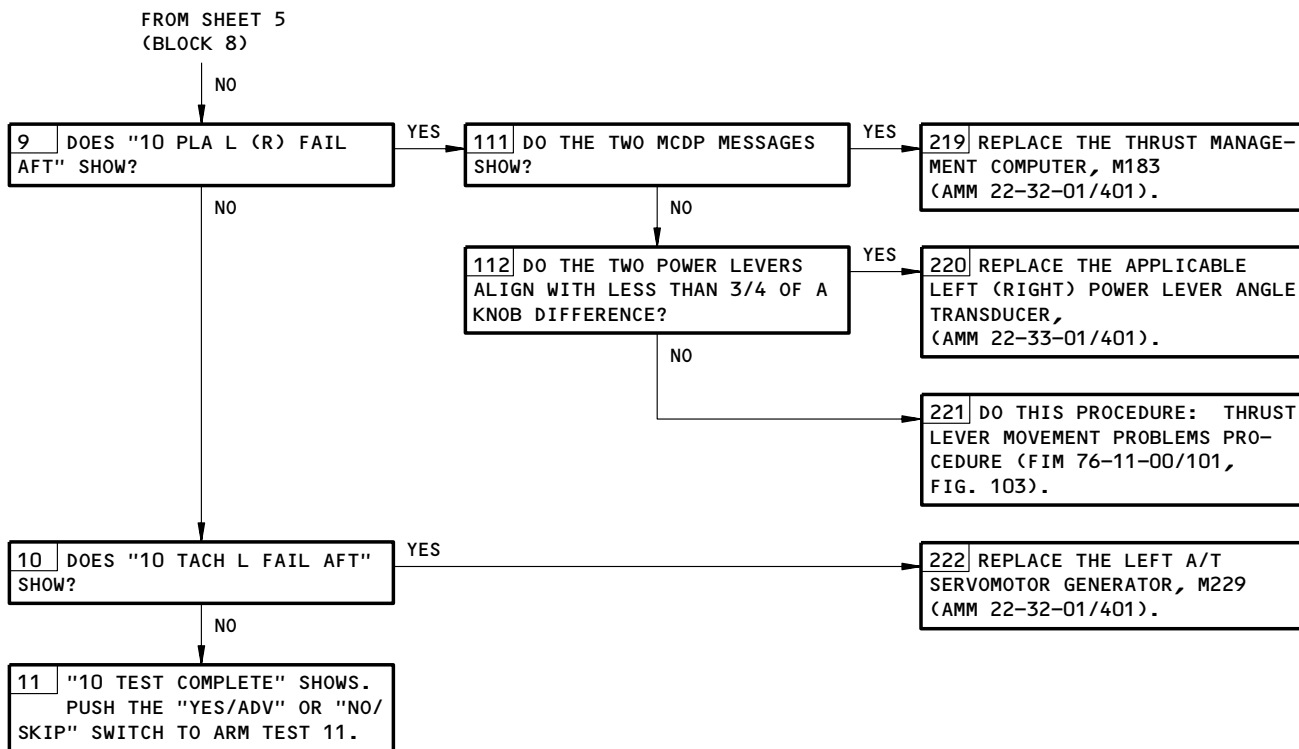 FROM SHEET 5
(BLOCK 8)
NO
9 DOES "10 PLA L (R) FAIL
AFT" SHOW?
YES
111 DO THE TWO MCDP MESSAGES
SHOW?
YES
219 REPLACE THE THRUST MANAGE-
MENT COMPUTER, M183
(AMM 22-32-01/401).
NO
NO
112 DO THE TWO POWER LEVERS
ALIGN WITH LESS THAN 3/4 OF A
KNOB DIFFERENCE?
YES
220 REPLACE THE APPLICABLE
LEFT (RIGHT) POWER LEVER ANGLE
TRANSDUCER,
(AMM 22-33-01/401).
NO
221 DO THIS PROCEDURE: THRUST
LEVER MOVEMENT PROBLEMS PRO-
CEDURE (FIM 76-11-00/101,
FIG. 103).
10 DOES "10 TACH L FAIL AFT"
SHOW?
YES
222 REPLACE THE LEFT A/T
SERVOMOTOR GENERATOR, M229
(AMM 22-32-01/401).
NO
11 "10 TEST COMPLETE" SHOWS.
PUSH THE "YES/ADV" OR "NO/
SKIP" SWITCH TO ARM TEST 11.